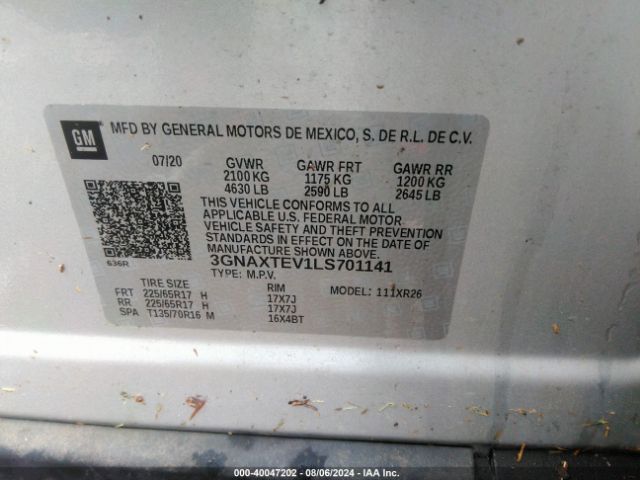 GM
MFD BY GENERAL MOTORS DE MEXICO, S. DE R.L. DE C.V.
07/20 GVWR GAWR FRT GAWR RR
2100 KG 1175 KG 1200 KG
4630 LB 2590 LB 2645 LB
THIS VEHICLE CONFORMS TO ALL
APPLICABLE U.S. FEDERAL MOTOR
VEHICLE SAFETY AND THEFT PREVENTION
STANDARDS IN EFFECT ON THE DATE OF
MANUFACTURE SHOWN ABOVE.
636R 3GNAXTEV1LS701141
TYPE: M.P.V.
TIRE SIZE RIM MODEL: 111XR26
FRT 225/65R17 H 17X7J
RR 225/65R17 H 17X7J
SPA T135/70R16 M 16X4BT
000-40047202 - 08/06/2024 - IAA Inc.